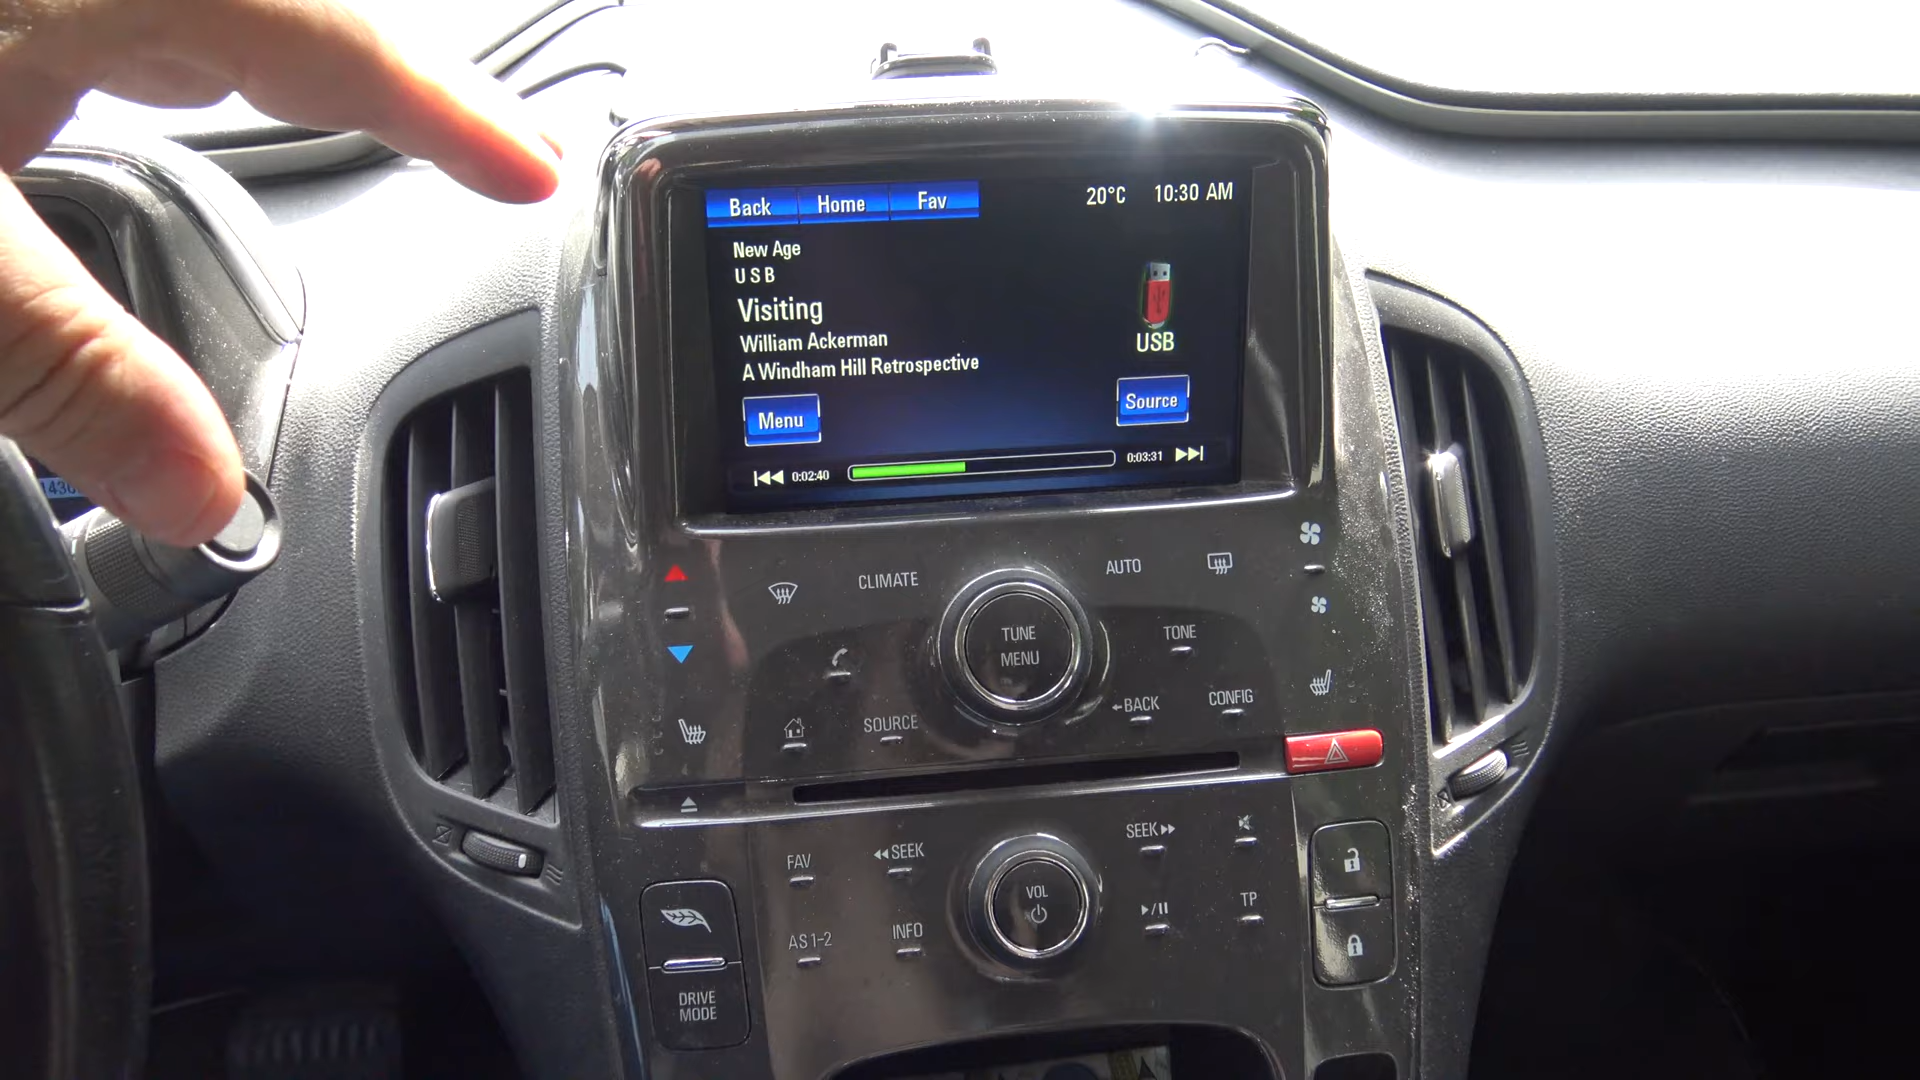 Back Home Fav 20°C 10:30 AM
New Age
U S B
Visiting
William Ackerman
A Windham Hill Retrospective
USB
Menu
Source
0:02:40
0:03:31
CLIMATE
AUTO
TUNE
MENU
TONE
SOURCE
←BACK
CONFIG
FAV
SEEK
SEEK
VOL
AS 1-2
INFO
TP
DRIVE
MODE